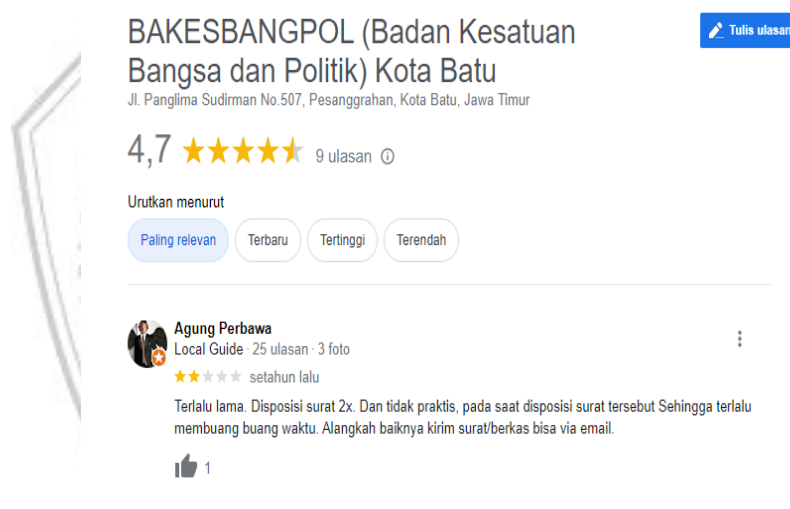 BAKESBANGPOL (Badan Kesatuan
Bangsa dan Politik) Kota Batu
Tulis ulasan
Jl. Panglima Sudirman No.507, Pesanggrahan, Kota Batu, Jawa Timur
4,7 9 ulasan
Urutkan menurut
Paling relevan Terbaru Tertinggi Terendah
Agung Perbawa
Local Guide · 25 ulasan · 3 foto
setahun lalu
Terlalu lama. Disposisi surat 2x. Dan tidak praktis, pada saat disposisi surat tersebut Sehingga terlalu
membuang buang waktu. Alangkah baiknya kirim surat/berkas bisa via email.
1